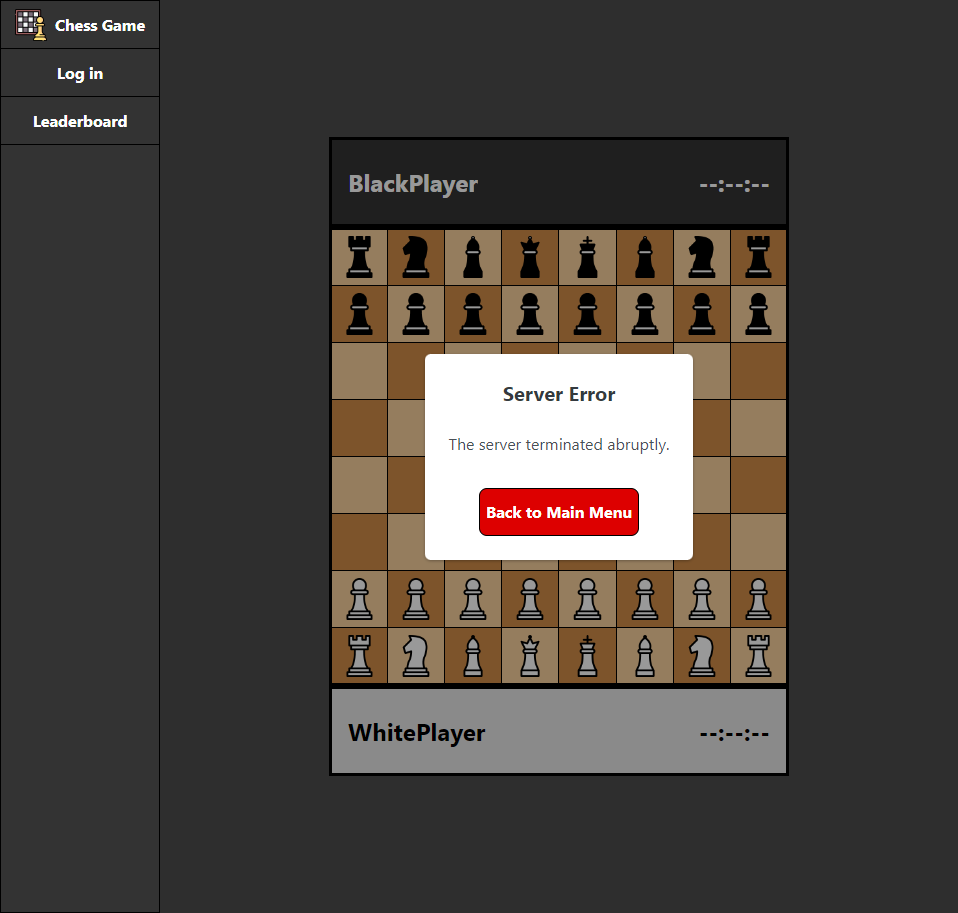 Chess Game
Log in
Leaderboard
BlackPlayer --:--:--
Server Error
The server terminated abruptly.
Back to Main Menu
WhitePlayer --:--:--